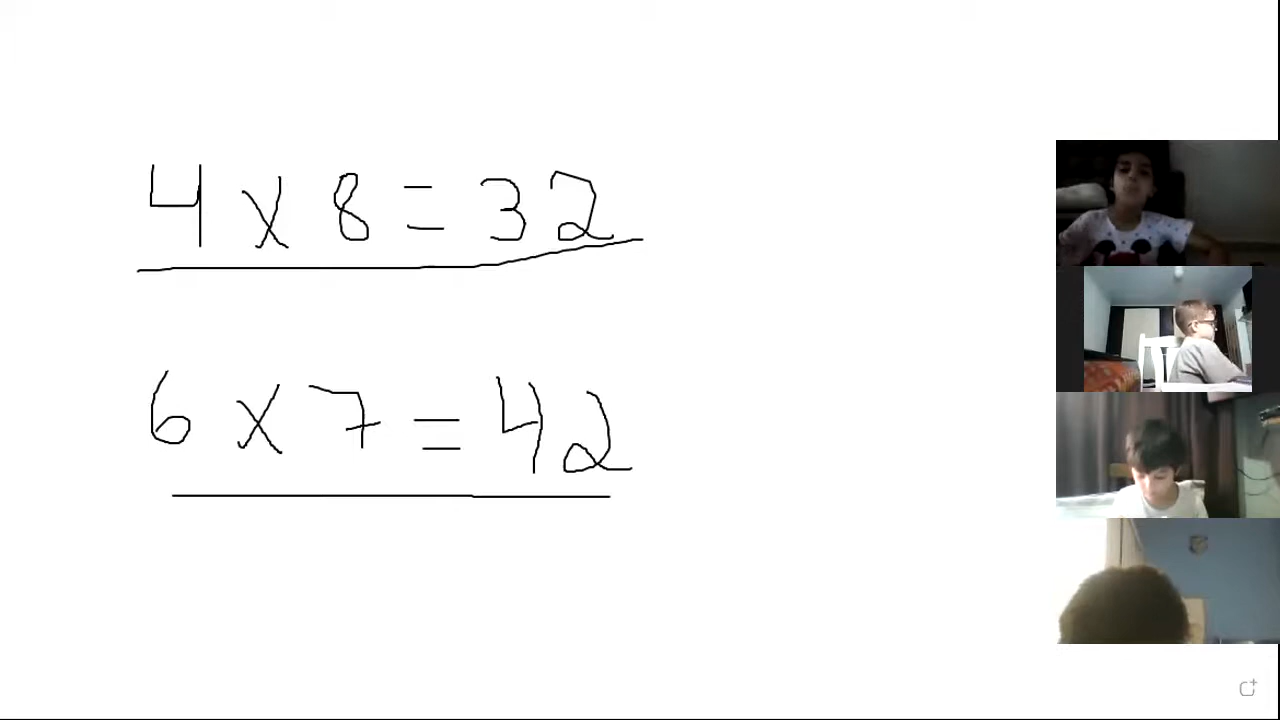 4 x 8 = 32
6 x 7 = 42